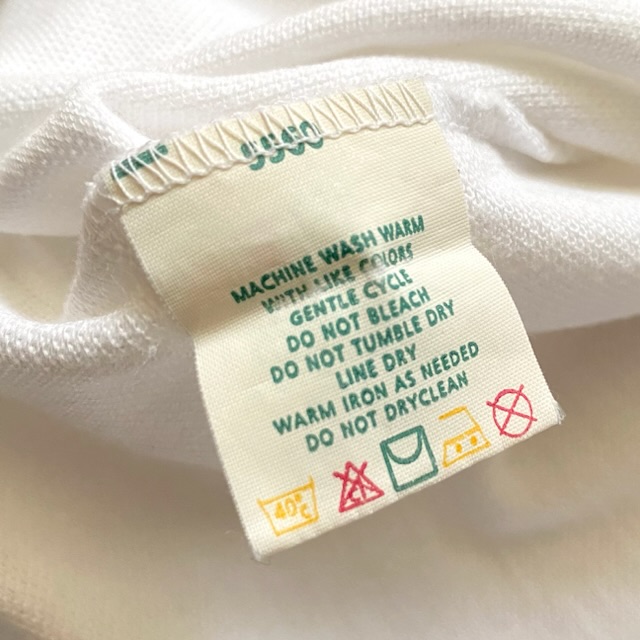 MACHINE WASH WARM
WITH LIKE COLORS
GENTLE CYCLE
DO NOT BLEACH
DO NOT TUMBLE DRY
LINE DRY
WARM IRON AS NEEDED
DO NOT DRYCLEAN
40°C CL